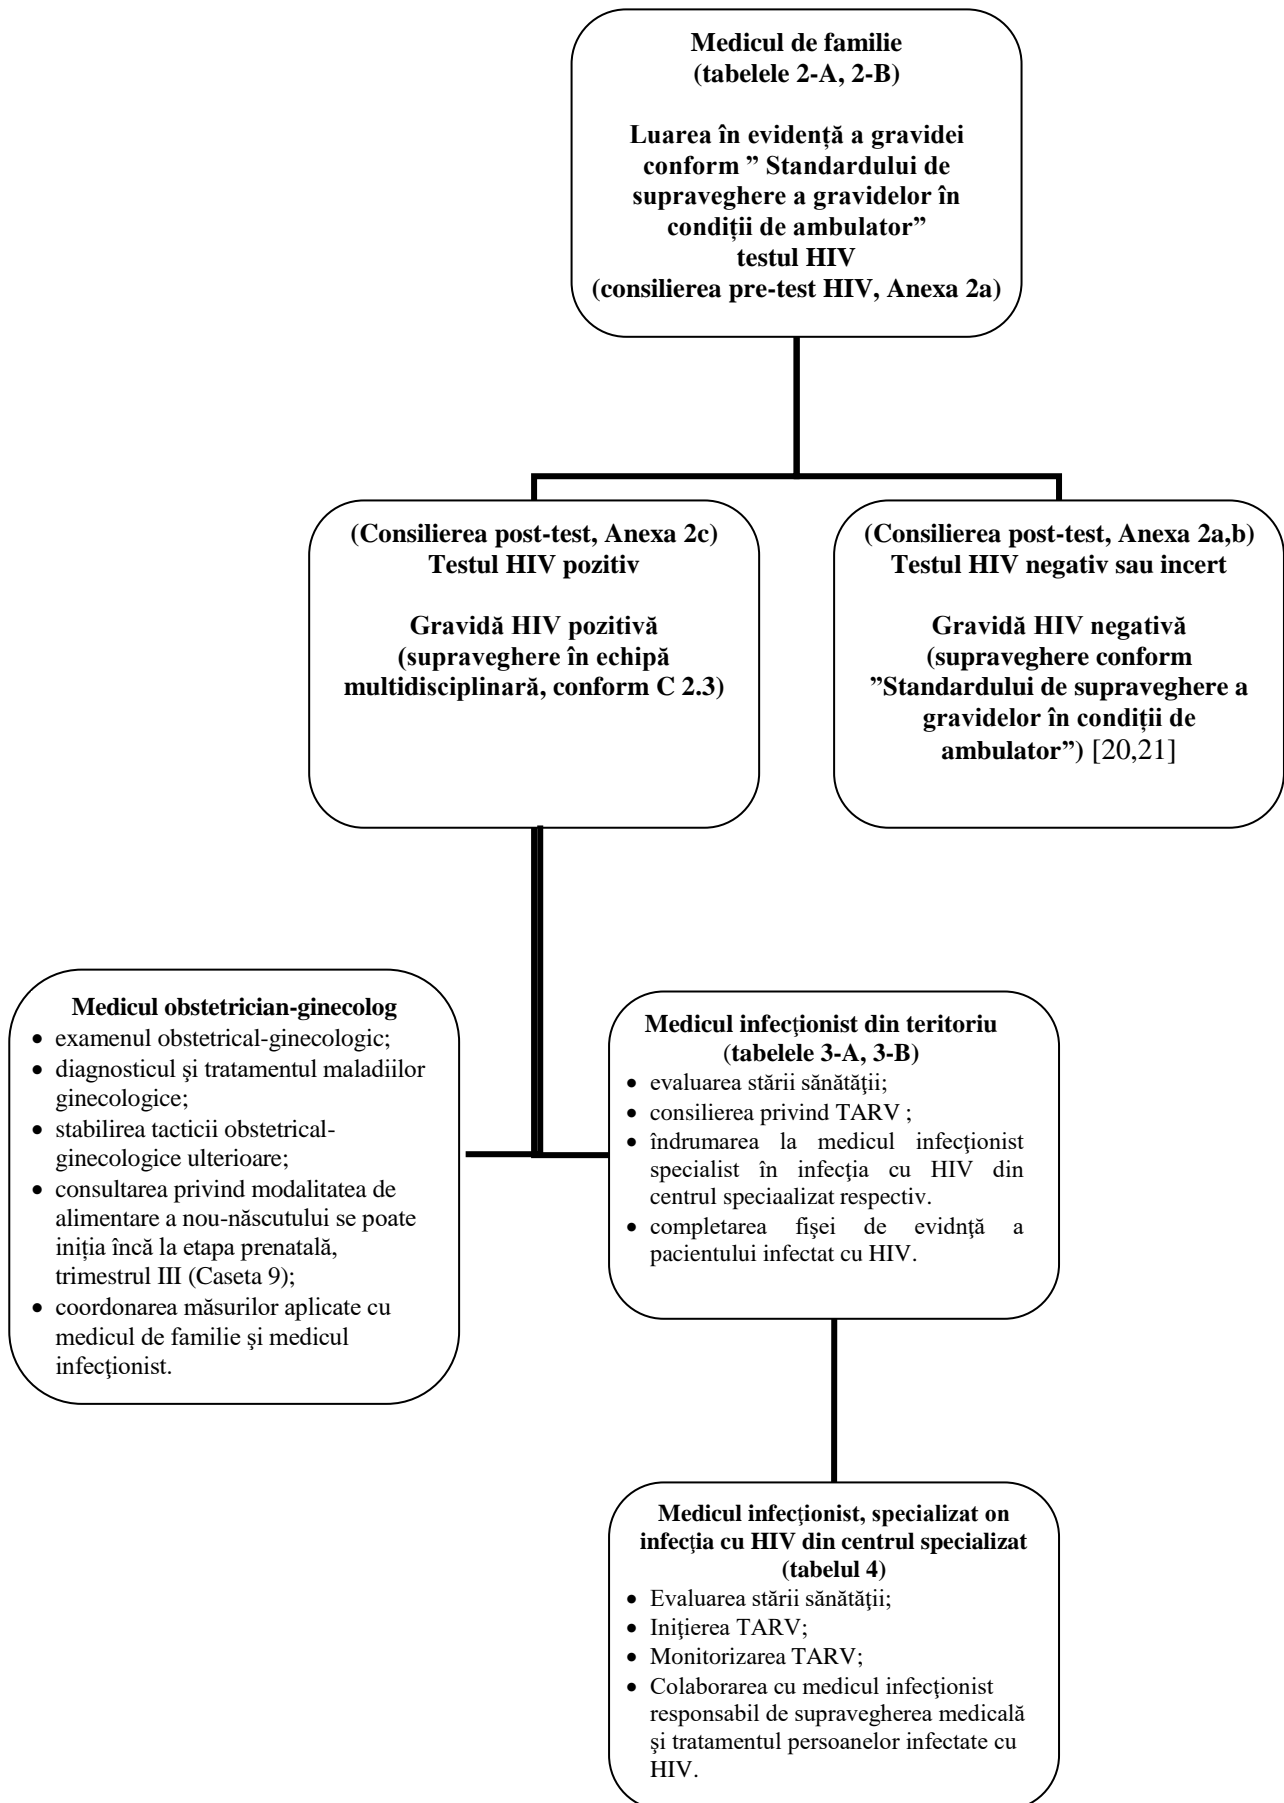 Medicul de familie
(tabelele 2-A, 2-B)
Luarea în evidență a gravidei
conform ” Standardului de
supraveghere a gravidelor în
condiții de ambulator”
testul HIV
(consilierea pre-test HIV, Anexa 2a)
(Consilierea post-test, Anexa 2c)
Testul HIV pozitiv
Gravidă HIV pozitivă
(supraveghere în echipă
multidisciplinară, conform C 2.3)
(Consilierea post-test, Anexa 2a,b)
Testul HIV negativ sau incert
Gravidă HIV negativă
(supraveghere conform
”Standardului de supraveghere a
gravidelor în condiții de
ambulator”) [20,21]
Medicul obstetrician-ginecolog
• examenul obstetrical-ginecologic;
• diagnosticul şi tratamentul maladiilor
ginecologice;
• stabilirea tacticii obstetrical-
ginecologice ulterioare;
• consultarea privind modalitatea de
alimentare a nou-născutului se poate
iniția încă la etapa prenatală,
trimestrul III (Caseta 9);
• coordonarea măsurilor aplicate cu
medicul de familie şi medicul
infecţionist.
Medicul infecţionist din teritoriu
(tabelele 3-A, 3-B)
• evaluarea stării sănătăţii;
• consilierea privind TARV ;
• îndrumarea la medicul infecţionist
specialist în infecţia cu HIV din
centrul speciaalizat respectiv.
• completarea fişei de evidnţă a
pacientului infectat cu HIV.
Medicul infecţionist, specializat on
infecţia cu HIV din centrul specializat
(tabelul 4)
• Evaluarea stării sănătăţii;
• Iniţierea TARV;
• Monitorizarea TARV;
• Colaborarea cu medicul infecţionist
responsabil de supravegherea medicală
şi tratamentul persoanelor infectate cu
HIV.